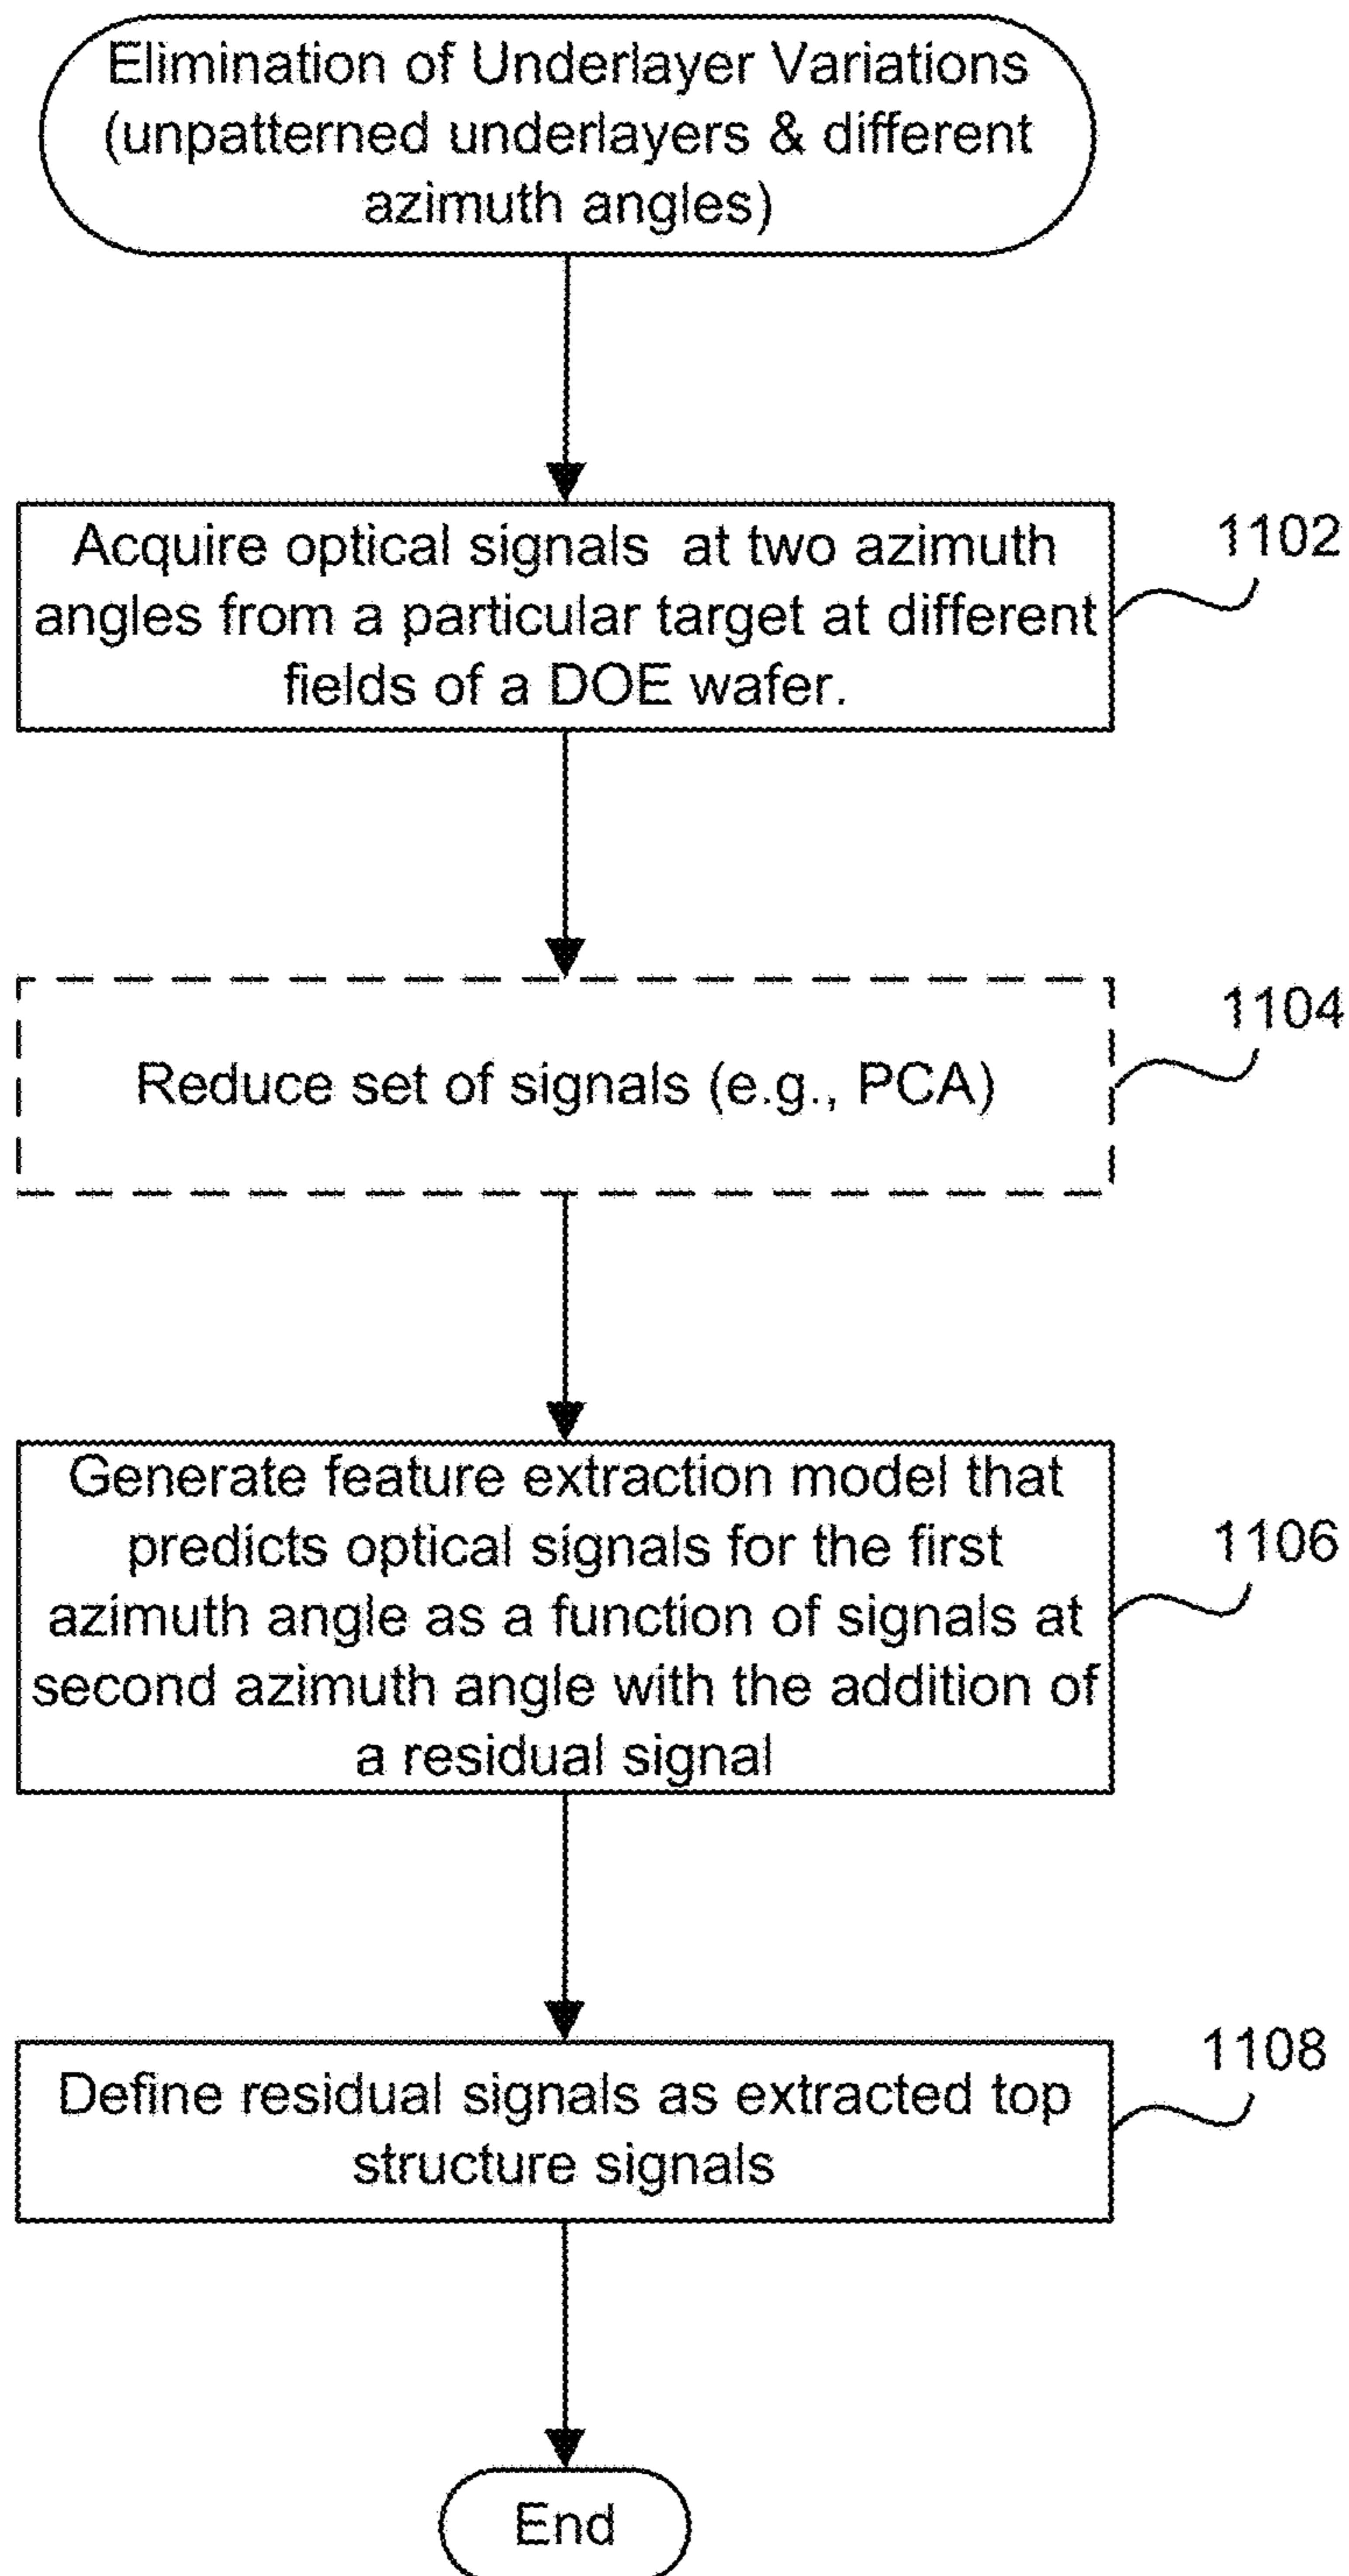 Elimination of Underlayer Variations
(unpatterned underlayers & different
azimuth angles)
Acquire optical signals at two azimuth
angles from a particular target at different
fields of a DOE wafer.
1102
Reduce set of signals (e.g., PCA)
1104
Generate feature extraction model that
predicts optical signals for the first
azimuth angle as a function of signals at
second azimuth angle with the addition of
a residual signal
1106
Define residual signals as extracted top
structure signals
1108
End